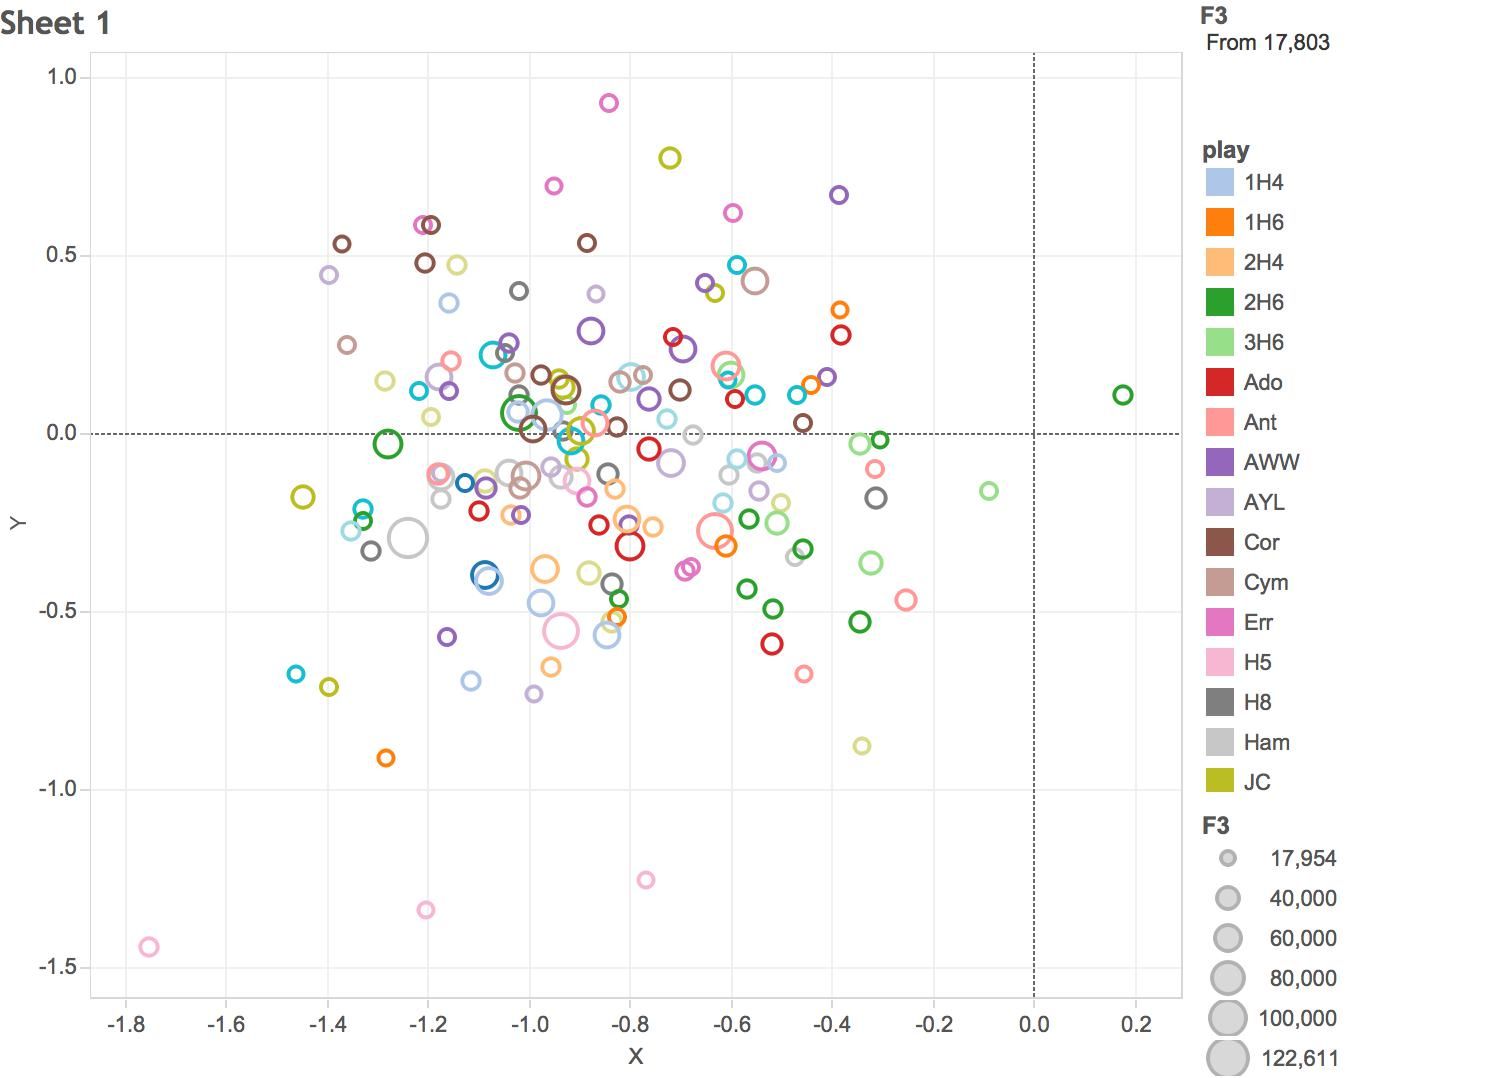 Sheet 1
F3
From 17,803
play
1H4
1H6
2H4
2H6
3H6
Ado
Ant
AWW
AYL
Cor
Cym
Err
H5
H8
Ham
JC
F3
17,954
40,000
60,000
80,000
100,000
122,611
1.0
0.5
0.0
-0.5
-1.0
-1.5
Y
-1.8 -1.6 -1.4 -1.2 -1.0 -0.8 -0.6 -0.4 -0.2 0.0 0.2
X